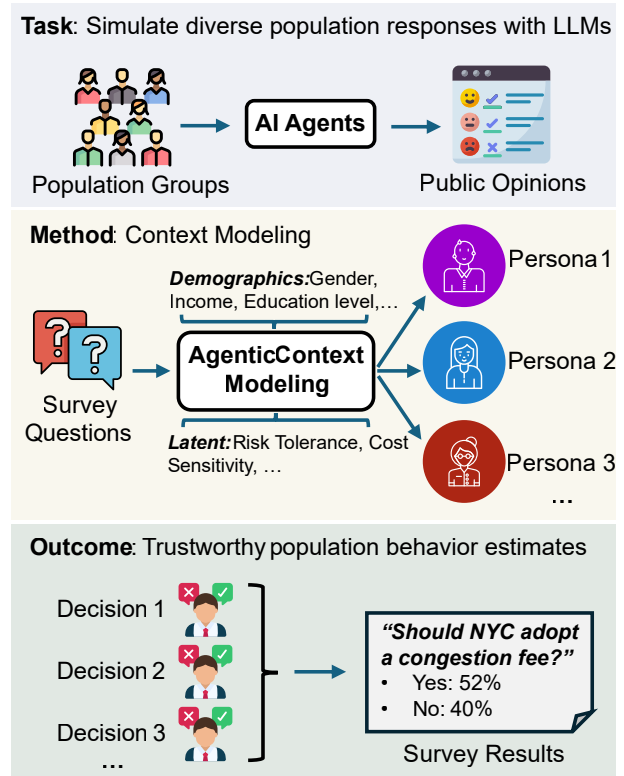 Task: Simulate diverse population responses with LLMs
AI Agents
Population Groups
Public Opinions
Method: Context Modeling
Demographics:Gender,
Income, Education level,...
Survey
Questions
AgenticContext
Modeling
Latent:Risk Tolerance, Cost
Sensitivity, ...
Persona 1
Persona 2
Persona 3
...
Outcome: Trustworthy population behavior estimates
Decision 1
Decision 2
Decision 3
...
“Should NYC adopt
a congestion fee?”
• Yes: 52%
• No: 40%
Survey Results